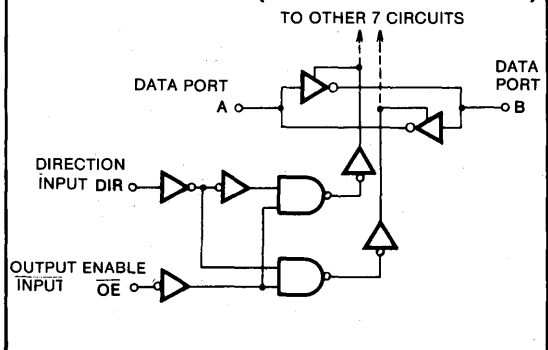 TO OTHER 7 CIRCUITS
DATA PORT
A
DATA
PORT
B
DIRECTION
INPUT DIR
OUTPUT ENABLE
INPUT OE